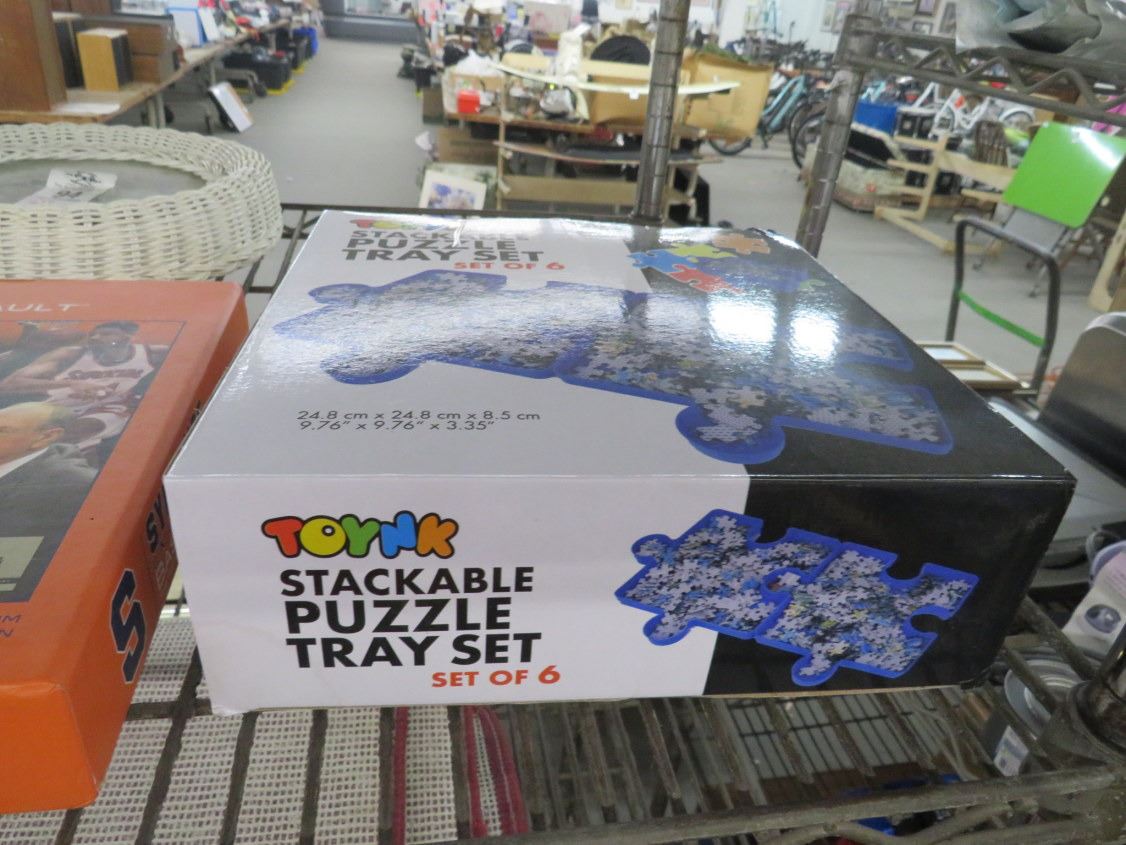 TOYNK
STACKABLE
PUZZLE
TRAY SET
SET OF 6
24.8 cm x 24.8 cm x 8.5 cm
9.76" x 9.76" x 3.35"
TOYNK
STACKABLE
PUZZLE
TRAY SET
SET OF 6
AULT
S